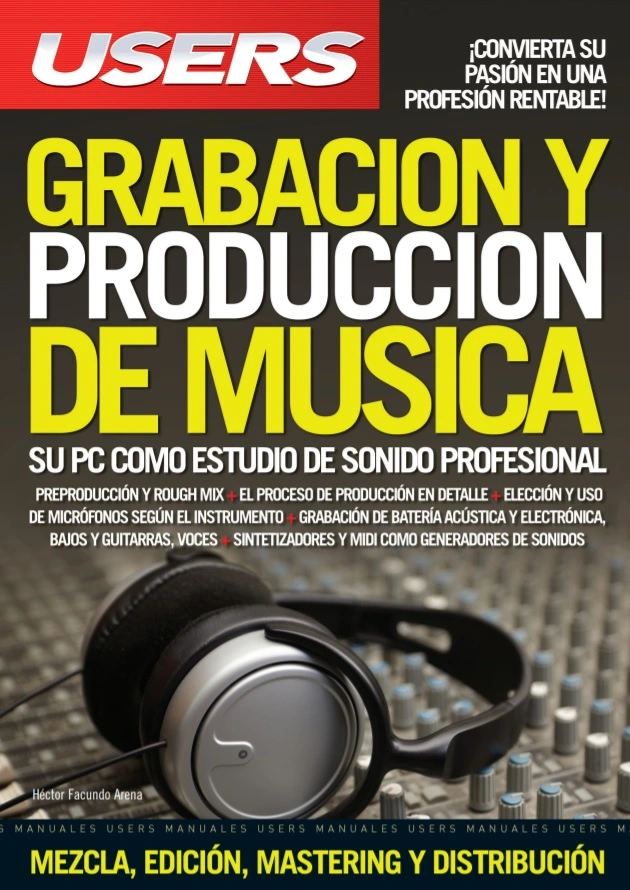 USERS
¡CONVIERTA SU
PASIÓN EN UNA
PROFESIÓN RENTABLE!
GRABACION Y
PRODUCCION
DE MUSICA
SU PC COMO ESTUDIO DE SONIDO PROFESIONAL
PREPRODUCCIÓN Y ROUGH MIX + EL PROCESO DE PRODUCCIÓN EN DETALLE + ELECCIÓN Y USO
DE MICRÓFONOS SEGÚN EL INSTRUMENTO + GRABACIÓN DE BATERÍA ACÚSTICA Y ELECTRÓNICA,
BAJOS Y GUITARRAS, VOCES + SINTETIZADORES Y MIDI COMO GENERADORES DE SONIDOS
Héctor Facundo Arena
S MANUALES USERS MANUALES USERS MANUALES USERS MANUALES USERS M
MEZCLA, EDICIÓN, MASTERING Y DISTRIBUCIÓN